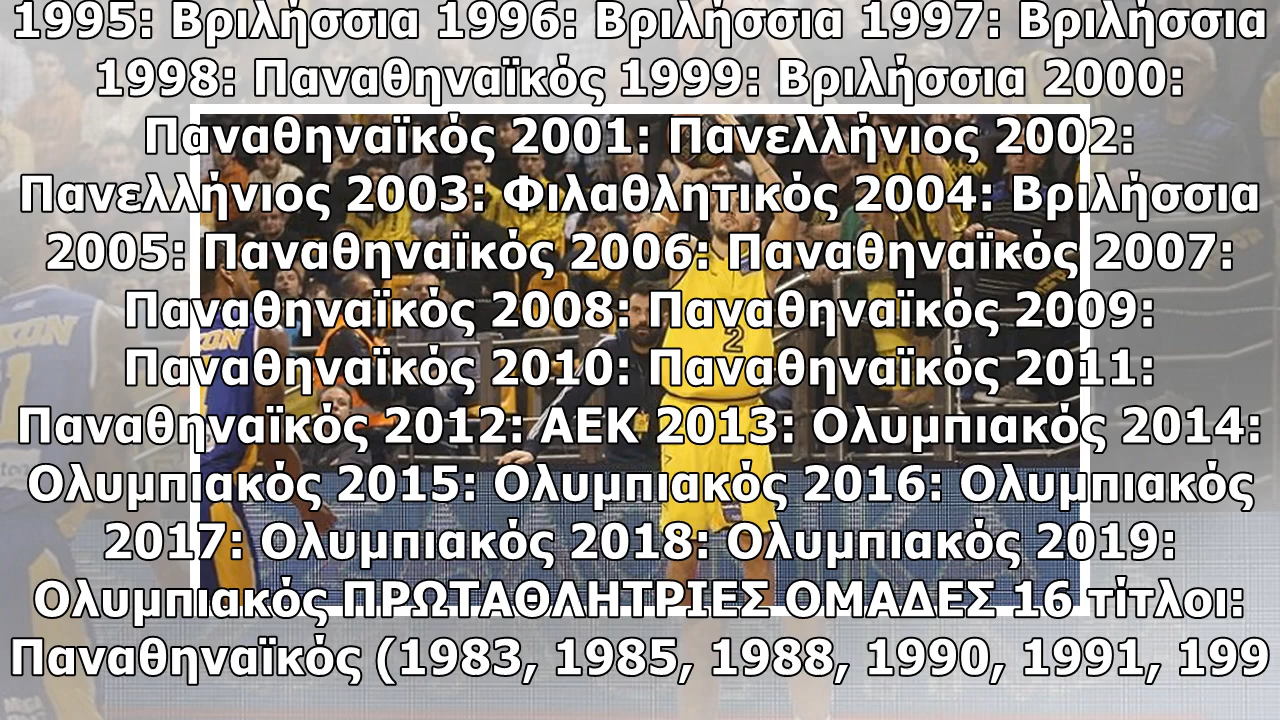 1995: Βριλήσσια 1996: Βριλήσσια 1997: Βριλήσσια
1998: Παναθηναϊκός 1999: Βριλήσσια 2000:
Παναθηναϊκός 2001: Πανελλήνιος 2002:
Πανελλήνιος 2003: Φιλαθλητικός 2004: Βριλήσσια
2005: Παναθηναϊκός 2006: Παναθηναϊκός 2007:
Παναθηναϊκός 2008: Παναθηναϊκός 2009:
Παναθηναϊκός 2010: Παναθηναϊκός 2011:
Παναθηναϊκός 2012: ΑΕΚ 2013: Ολυμπιακός 2014:
Ολυμπιακός 2015: Ολυμπιακός 2016: Ολυμπιακός
2017: Ολυμπιακός 2018: Ολυμπιακός 2019:
Ολυμπιακός ΠΡΩΤΑΘΛΗΤΡΙΕΣ ΟΜΑΔΕΣ 16 τίτλοι:
Παναθηναϊκός (1983, 1985, 1988, 1990, 1991, 199
2